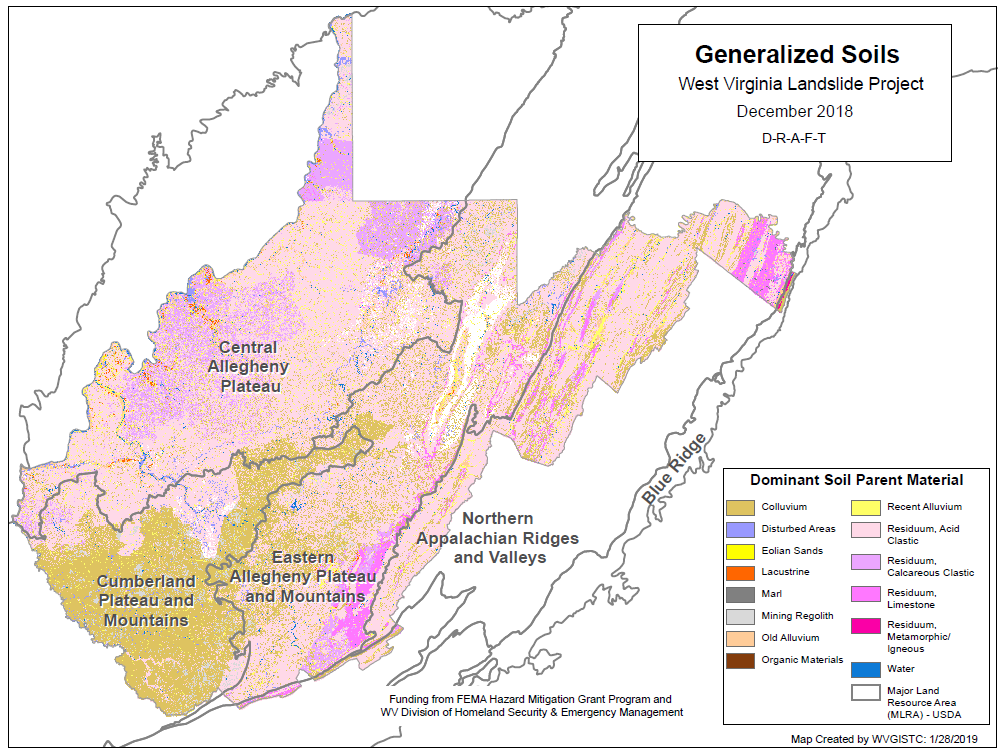 Generalized Soils
West Virginia Landslide Project
December 2018
D-R-A-F-T
Central
Allegheny
Plateau
Blue Ridge
Northern
Appalachian Ridges
and Valleys
Eastern
Allegheny Plateau
and Mountains
Cumberland
Plateau and
Mountains
Dominant Soil Parent Material
Colluvium
Disturbed Areas
Eolian Sands
Lacustrine
Marl
Mining Regolith
Old Alluvium
Organic Materials
Recent Alluvium
Residuum, Acid
Clastic
Residuum,
Calcareous Clastic
Residuum,
Limestone
Residuum,
Metamorphic/
Igneous
Water
Major Land
Resource Area
(MLRA) - USDA
Funding from FEMA Hazard Mitigation Grant Program and
WV Division of Homeland Security & Emergency Management
Map Created by WVGISTC: 1/28/2019